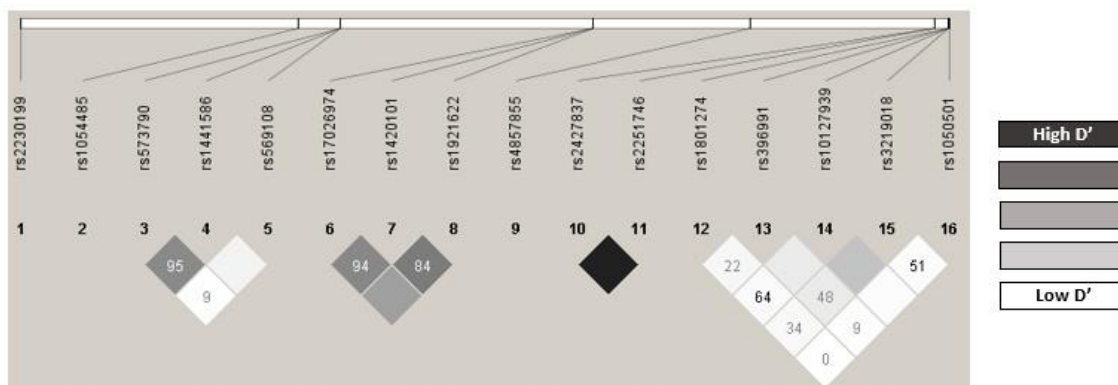 rs2230199
rs1054485
rs573790
rs1441586
rs569108
rs17026974
rs1420101
rs1921622
rs4857855
rs2427837
rs2251746
rs1801274
rs396991
rs10127939
rs3219018
rs1050501
1 2 3 4 5 6 7 8 9 10 11 12 13 14 15 16
95 94 84 22 51
9 64 48
34 9
0
High D’
Low D’